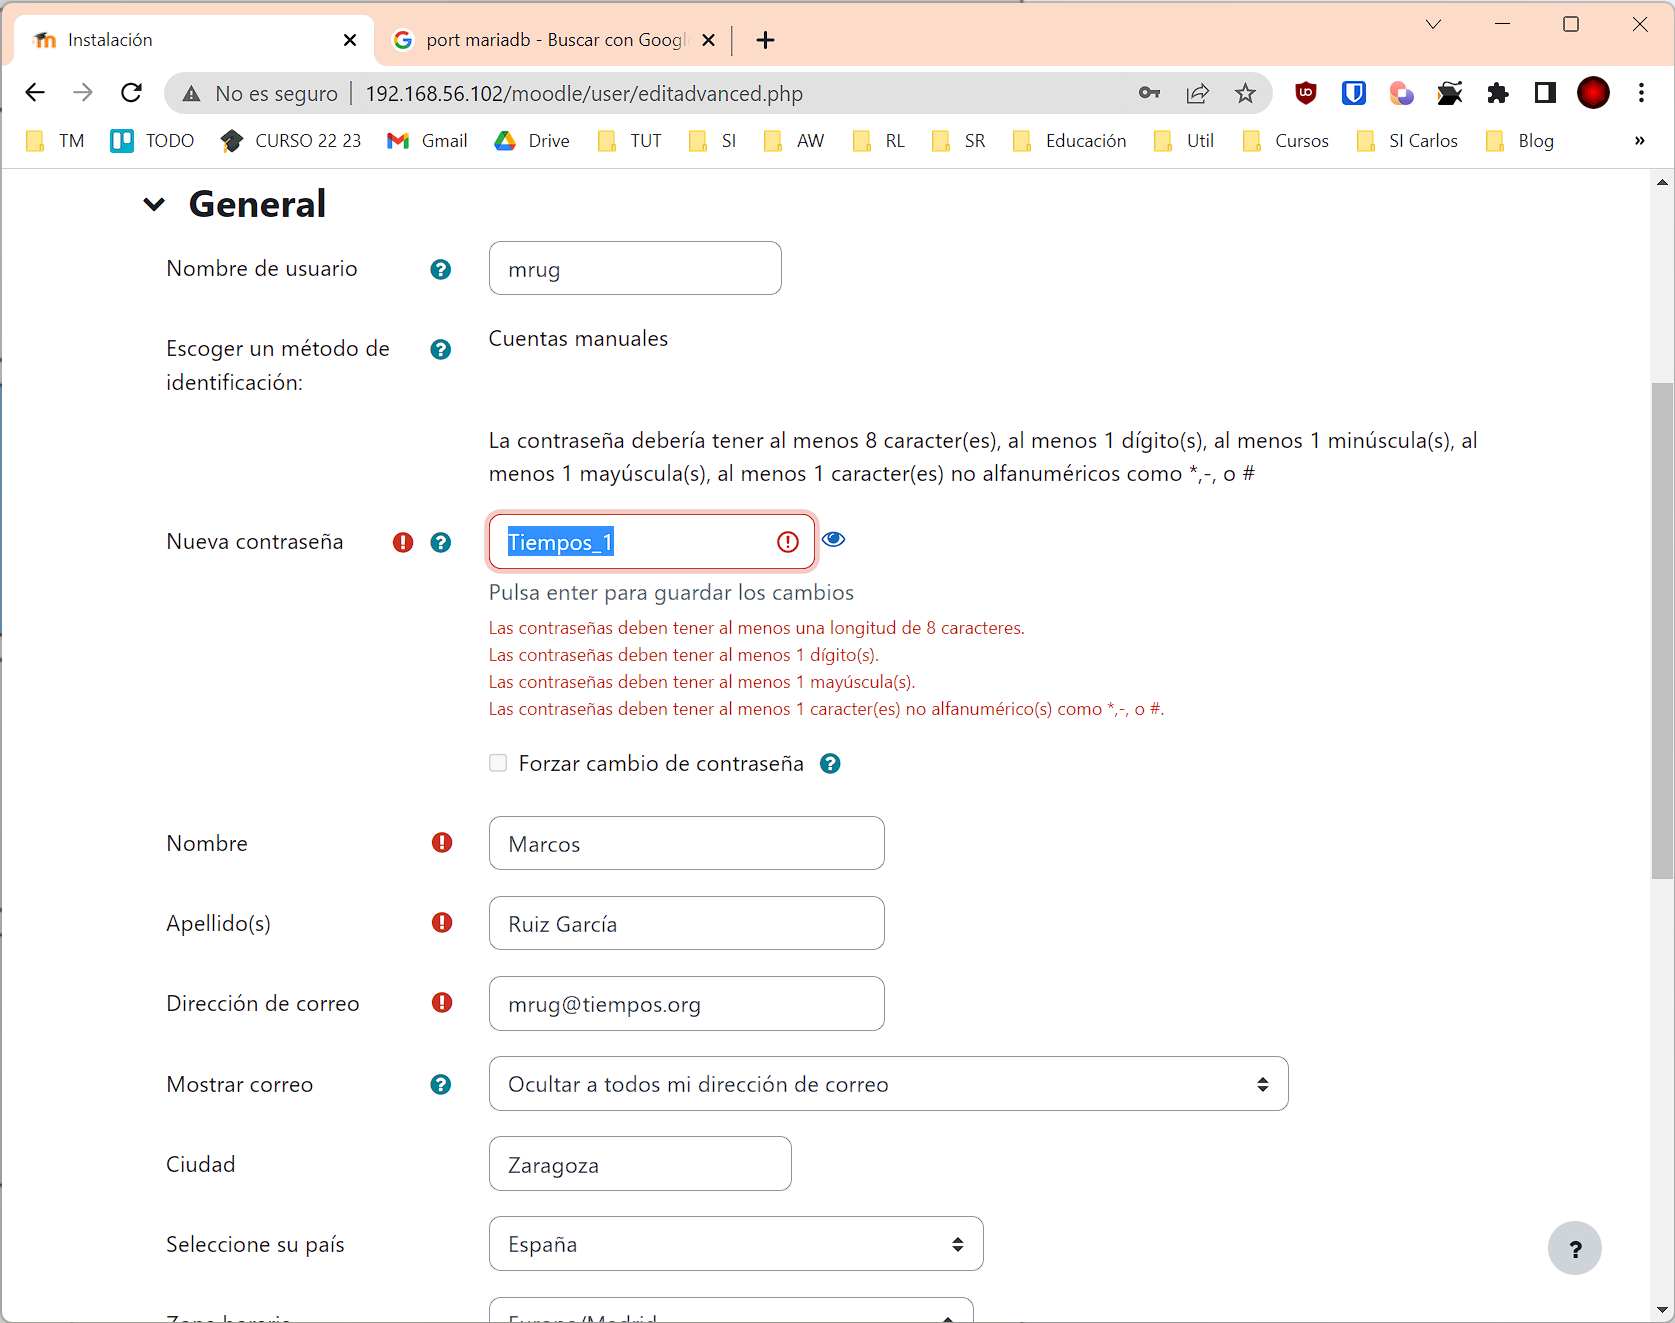 Instalación
port mariadb - Buscar con Googl
No es seguro
192.168.56.102/moodle/user/editadvanced.php
TM
TODO
CURSO 22 23
Gmail
Drive
TUT
SI
AW
RL
SR
Educación
Util
Cursos
SI Carlos
Blog
»
General
Nombre de usuario
mrug
Escoger un método de
identificación:
Cuentas manuales
La contraseña debería tener al menos 8 caracter(es), al menos 1 dígito(s), al menos 1 minúscula(s), al
menos 1 mayúscula(s), al menos 1 caracter(es) no alfanuméricos como *,-, o #
Nueva contraseña
Tiempos_1
Pulsa enter para guardar los cambios
Las contraseñas deben tener al menos una longitud de 8 caracteres.
Las contraseñas deben tener al menos 1 dígito(s).
Las contraseñas deben tener al menos 1 mayúscula(s).
Las contraseñas deben tener al menos 1 caracter(es) no alfanumérico(s) como *,-, o #.
Forzar cambio de contraseña
Nombre
Marcos
Apellido(s)
Ruiz García
Dirección de correo
mrug@tiempos.org
Mostrar correo
Ocultar a todos mi dirección de correo
Ciudad
Zaragoza
Seleccione su país
España
?
Zona horaria
Europa/Madrid